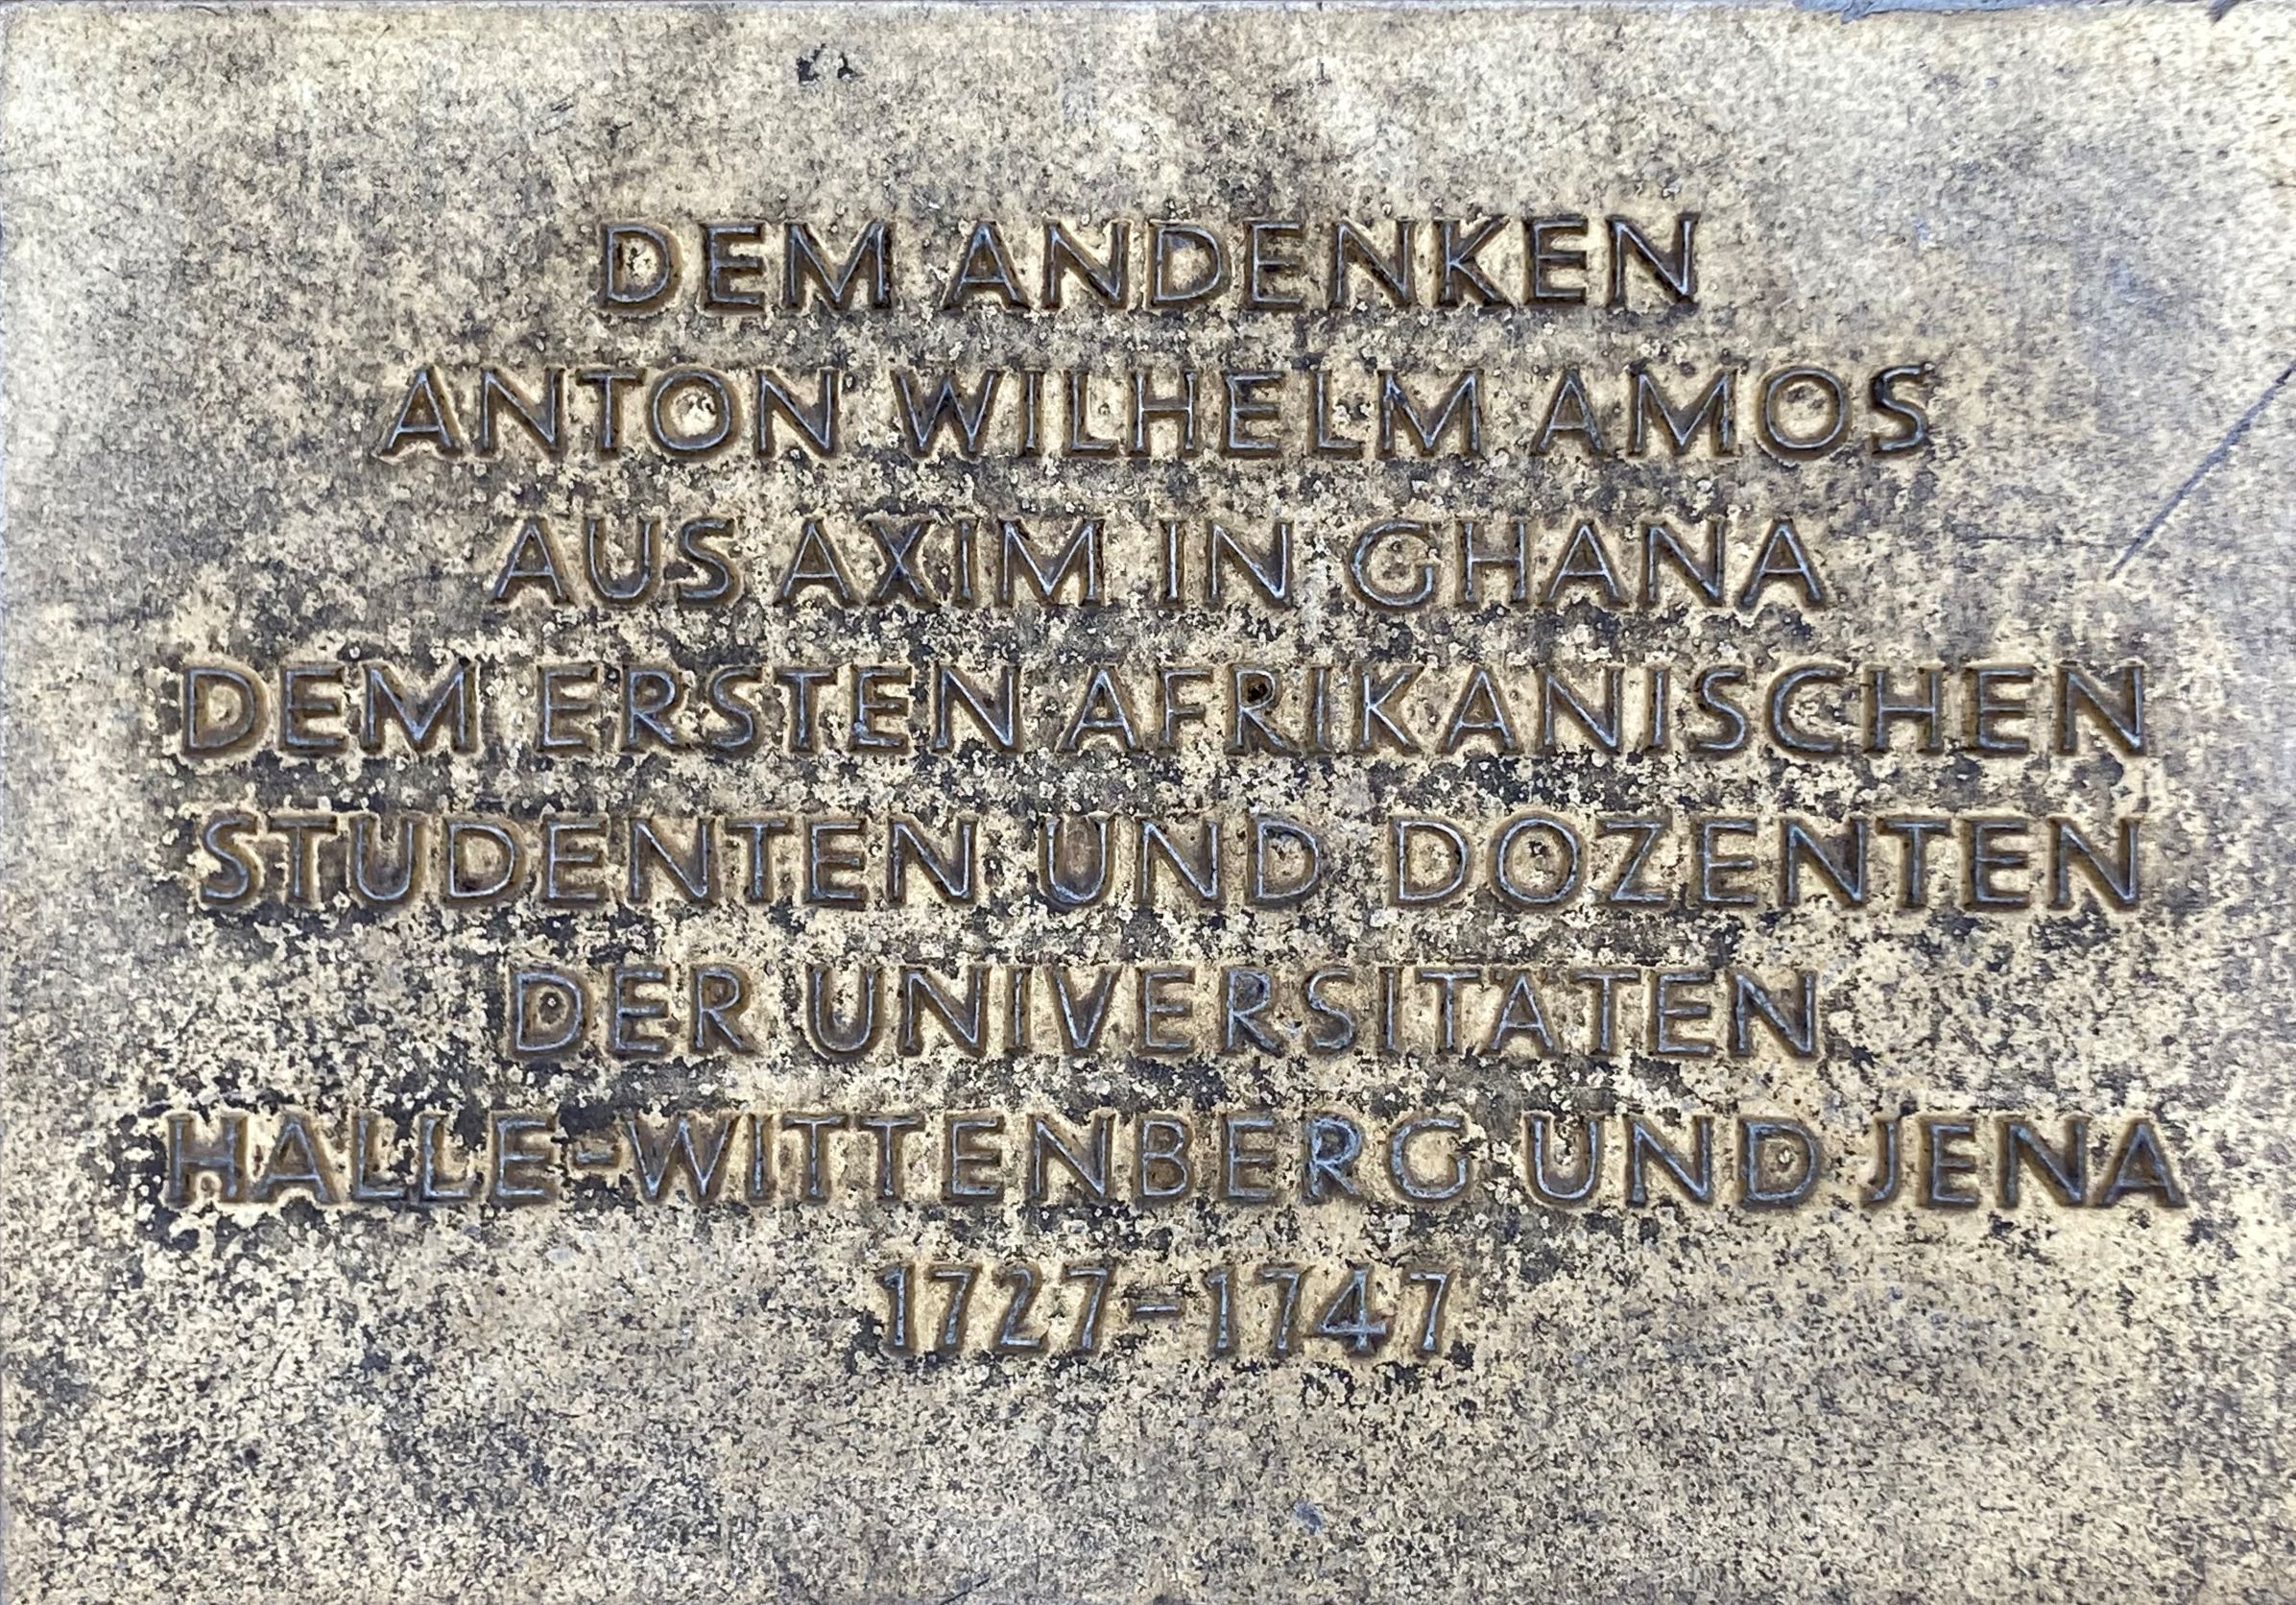 DEM ANDENKEN
ANTON WILHELM AMOS
AUS AXIM IN GHANA
DEM ERSTEN AFRIKANISCHEN
STUDENTEN UND DOZENTEN
DER UNIVERSITÄTEN
HALLE-WITTENBERG UND JENA
1727-1747